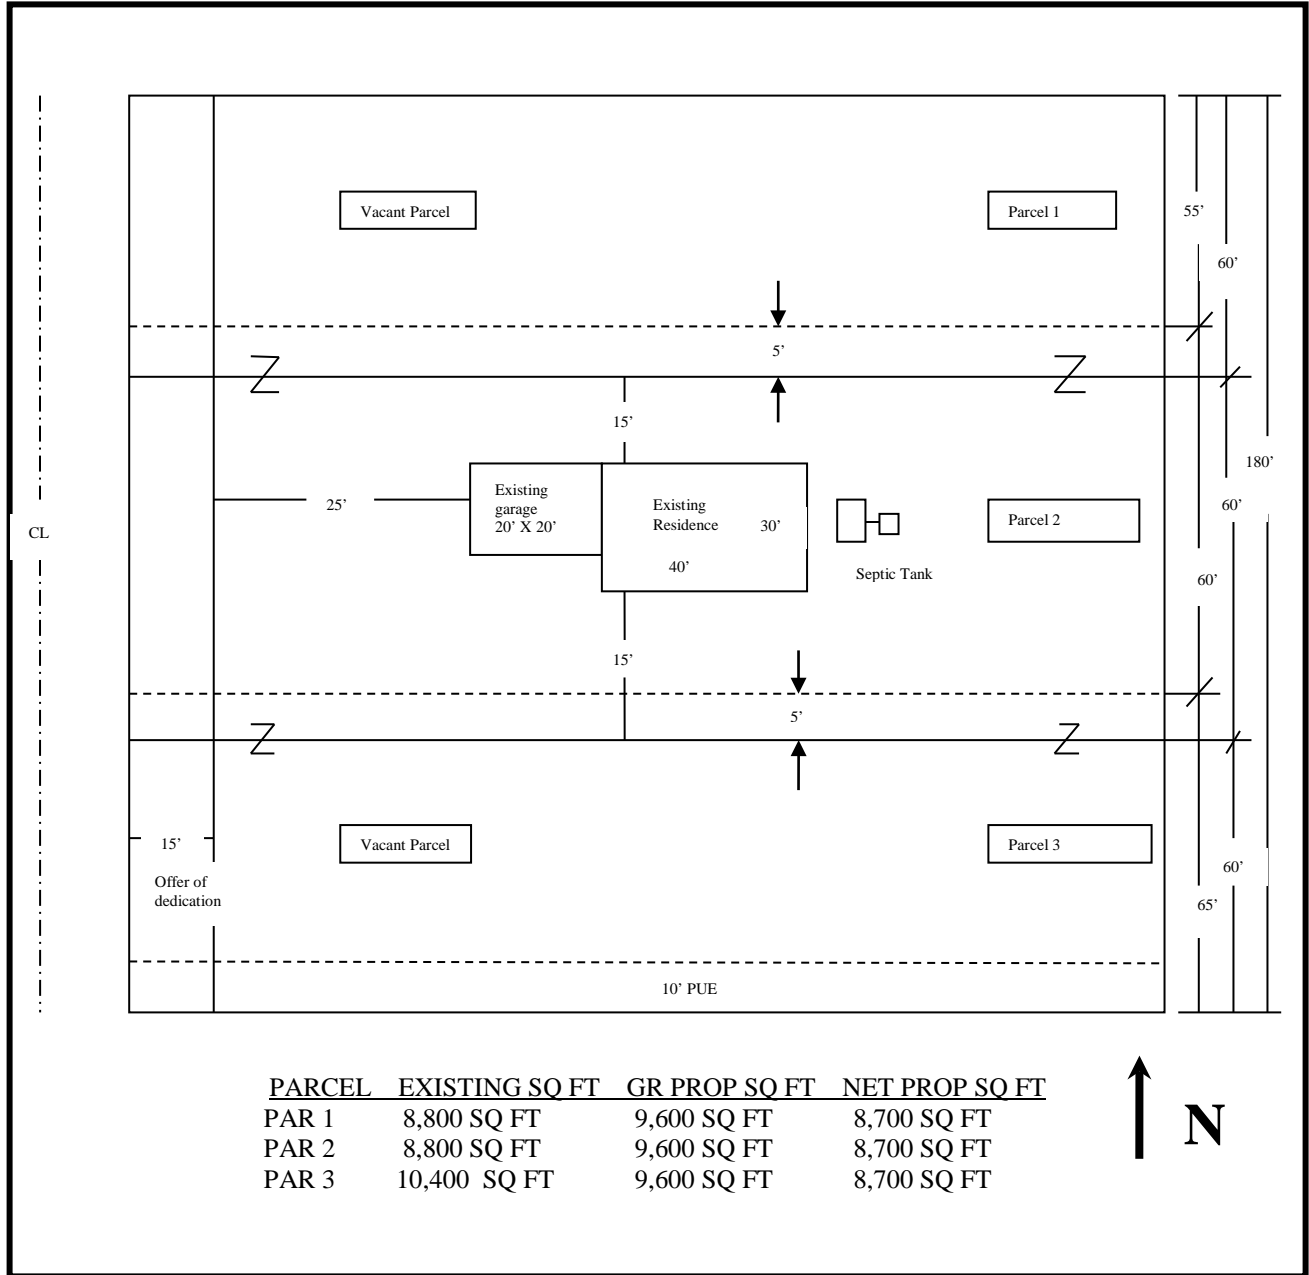 Vacant Parcel
Parcel 1
55’
60’
5’
15’
180’
25’
Existing
garage
20’ X 20’
Existing
Residence
30’
40’
Septic Tank
Parcel 2
60’
CL
60’
15’
5’
15’
Offer of
dedication
Vacant Parcel
Parcel 3
60’
65’
10’ PUE
PARCEL EXISTING SQ FT GR PROP SQ FT NET PROP SQ FT
PAR 1 8,800 SQ FT 9,600 SQ FT 8,700 SQ FT
PAR 2 8,800 SQ FT 9,600 SQ FT 8,700 SQ FT
PAR 3 10,400 SQ FT 9,600 SQ FT 8,700 SQ FT
N